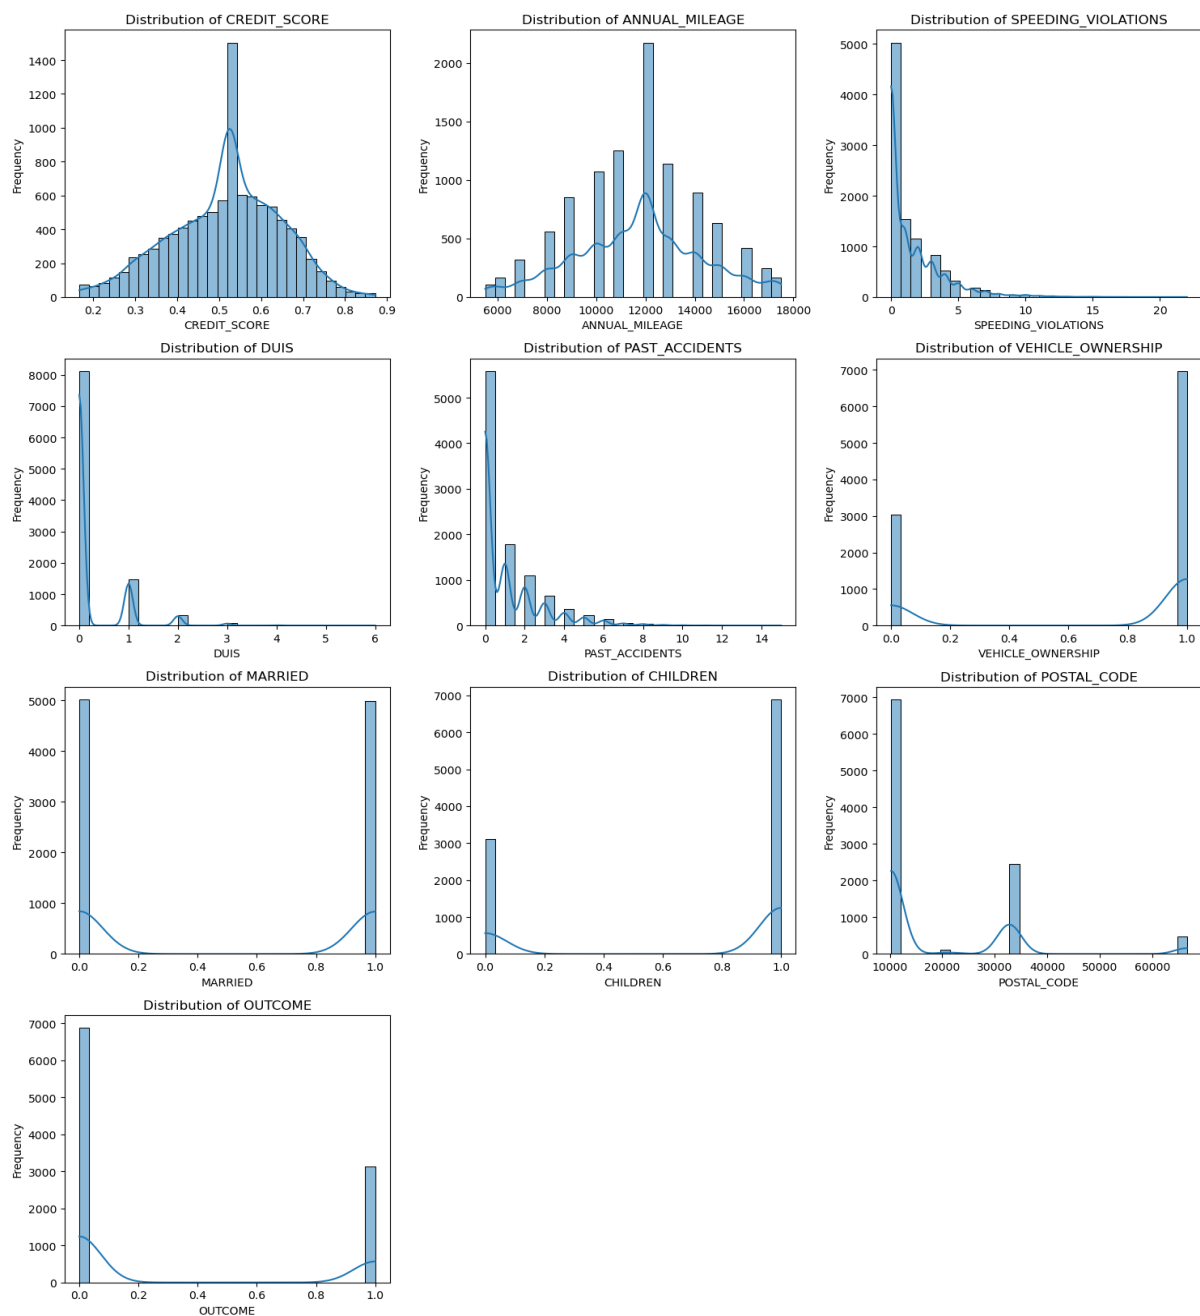 Distribution of CREDIT_SCORE
Frequency
1400
1200
1000
800
600
400
200
0
0.2 0.3 0.4 0.5 0.6 0.7 0.8 0.9
CREDIT_SCORE
Distribution of ANNUAL_MILEAGE
Frequency
2000
1500
1000
500
0
6000 8000 10000 12000 14000 16000 18000
ANNUAL_MILEAGE
Distribution of SPEEDING_VIOLATIONS
Frequency
5000
4000
3000
2000
1000
0
0 5 10 15 20
SPEEDING_VIOLATIONS
Distribution of DUIS
Frequency
8000
7000
6000
5000
4000
3000
2000
1000
0
0 1 2 3 4 5 6
DUIS
Distribution of PAST_ACCIDENTS
Frequency
5000
4000
3000
2000
1000
0
0 2 4 6 8 10 12 14
PAST_ACCIDENTS
Distribution of VEHICLE_OWNERSHIP
Frequency
7000
6000
5000
4000
3000
2000
1000
0
0.0 0.2 0.4 0.6 0.8 1.0
VEHICLE_OWNERSHIP
Distribution of MARRIED
Frequency
5000
4000
3000
2000
1000
0
0.0 0.2 0.4 0.6 0.8 1.0
MARRIED
Distribution of CHILDREN
Frequency
7000
6000
5000
4000
3000
2000
1000
0
0.0 0.2 0.4 0.6 0.8 1.0
CHILDREN
Distribution of POSTAL_CODE
Frequency
7000
6000
5000
4000
3000
2000
1000
0
10000 20000 30000 40000 50000 60000
POSTAL_CODE
Distribution of OUTCOME
Frequency
7000
6000
5000
4000
3000
2000
1000
0
0.0 0.2 0.4 0.6 0.8 1.0
OUTCOME